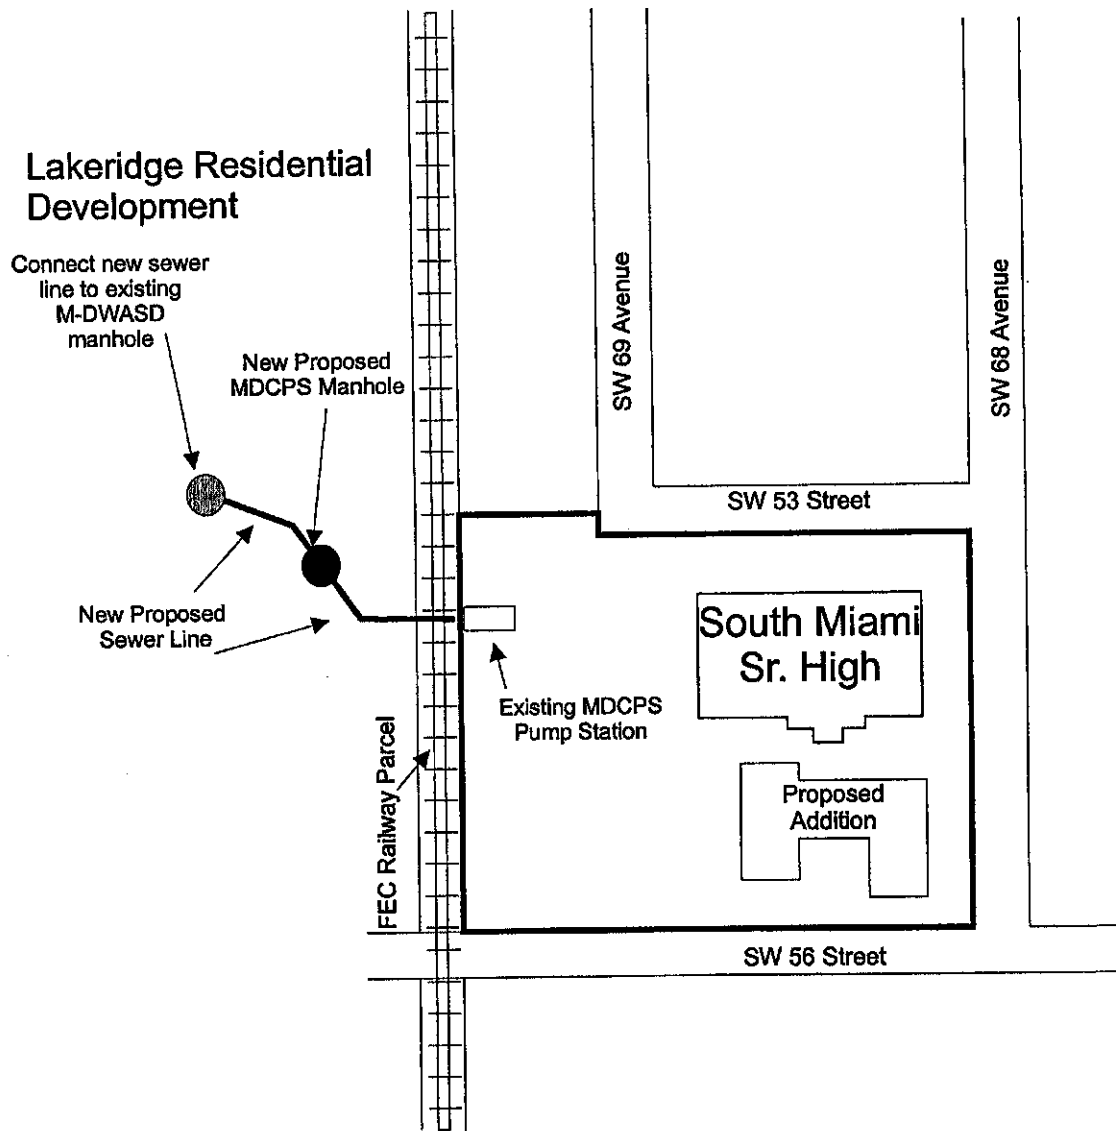 Lakeridge Residential
Development
Connect new sewer
line to existing
M-DWASD
manhole
New Proposed
MDCPS Manhole
SW 69 Avenue
SW 68 Avenue
SW 53 Street
New Proposed
Sewer Line
South Miami
Sr. High
Existing MDCPS
Pump Station
FEC Railway Parcel
Proposed
Addition
SW 56 Street